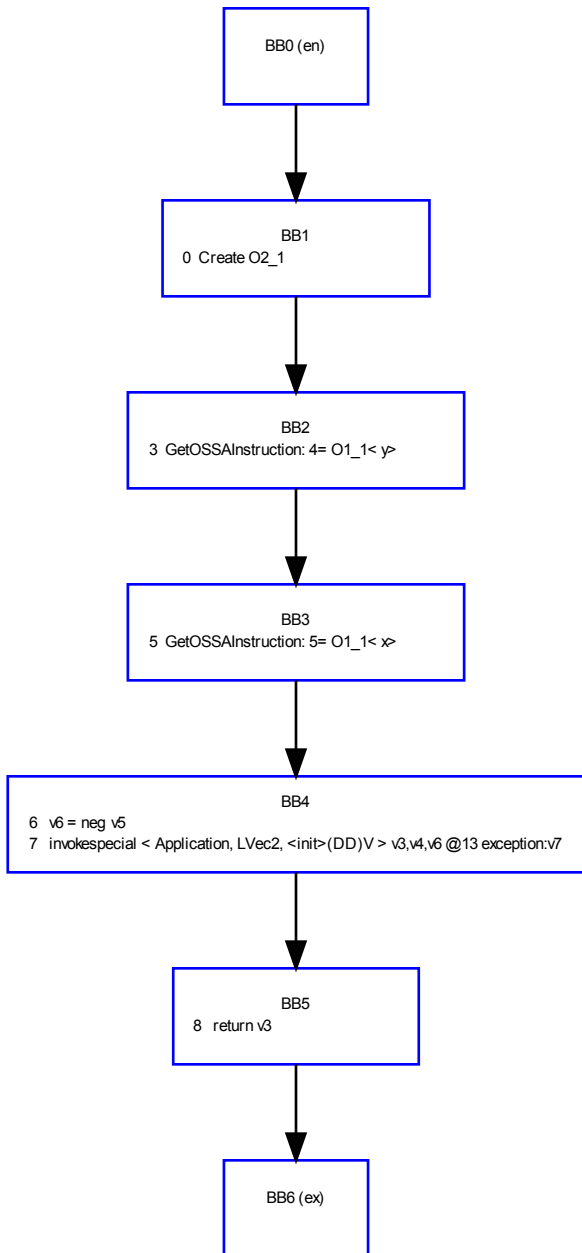 BB0 (en)
BB1
0 Create O2_1
BB2
3 GetOSSAInstruction: 4= O1_1< y>
BB3
5 GetOSSAInstruction: 5= O1_1< x>
BB4
6 v6 = neg v5
7 invokespecial < Application, LVec2, <init>(DD)V > v3,v4,v6 @13 exception:v7
BB5
8 return v3
BB6 (ex)